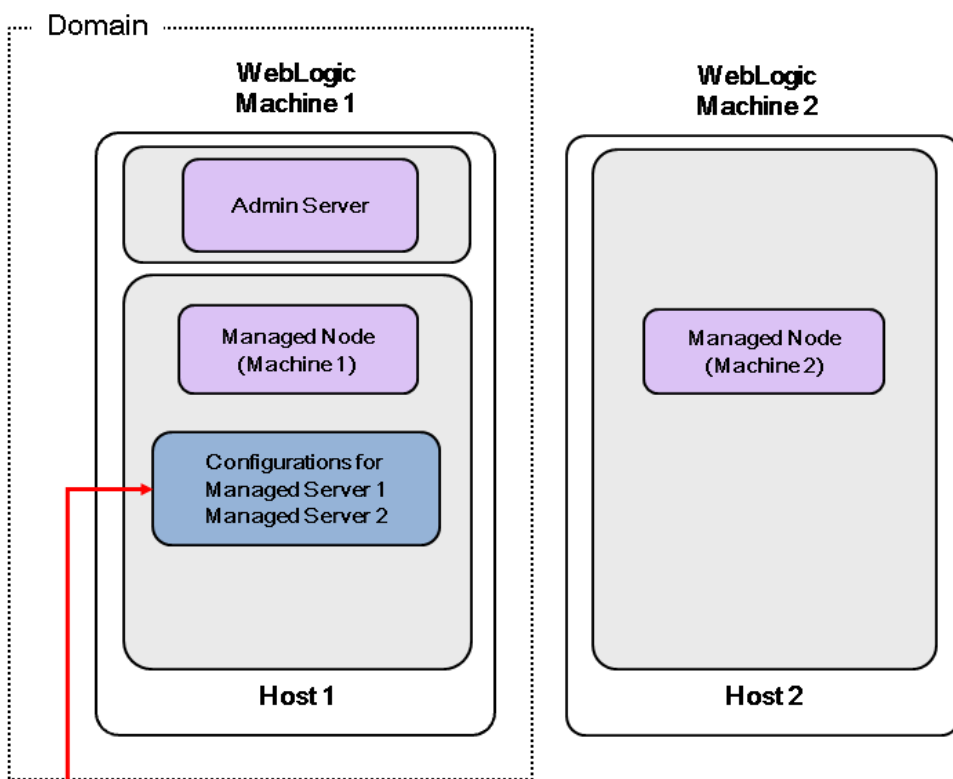 Domain
WebLogic
Machine 1
Admin Server
Managed Node
(Machine 1)
Configurations for
Managed Server 1
Managed Server 2
Host 1
WebLogic
Machine 2
Managed Node
(Machine 2)
Host 2